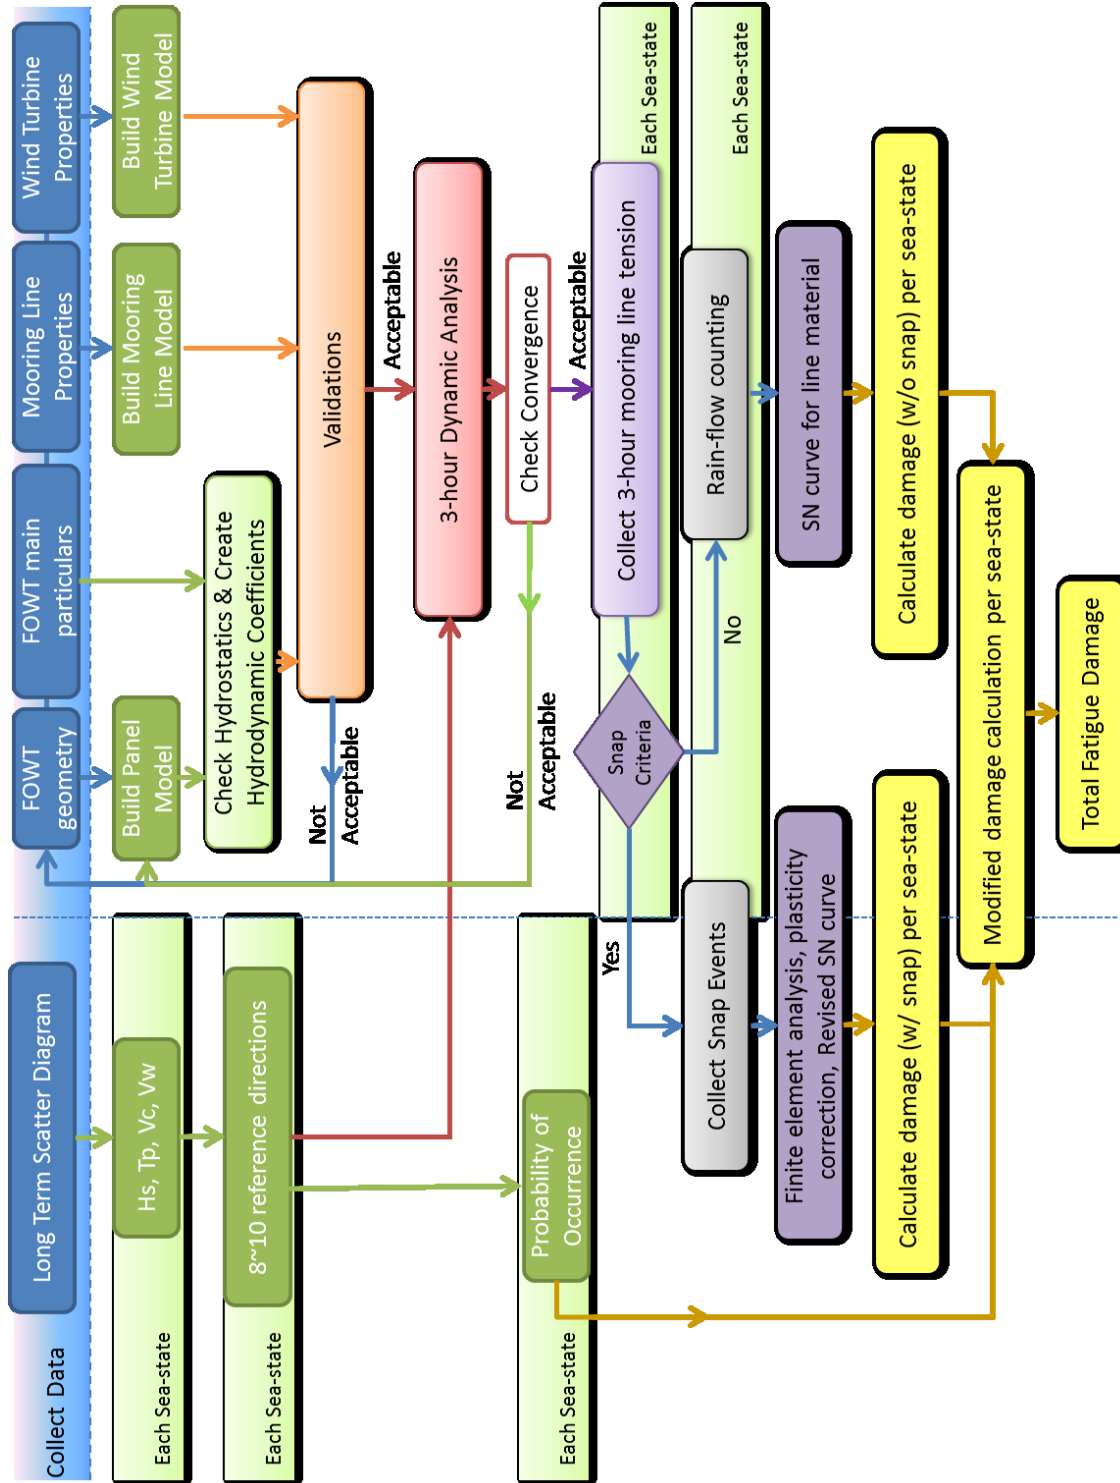 Collect Data
Long Term Scatter Diagram
FOWT
geometry
FOWT main
particulars
Mooring Line
Properties
Wind Turbine
Properties
Each Sea-state
Hs, Tp, Vc, Vw
Build Panel
Model
Build Mooring
Line Model
Build Wind
Turbine Model
Each Sea-state
8~10 reference directions
Check Hydrostatics & Create
Hydrodynamic Coefficients
Validations
Not
Acceptable
Acceptable
3-hour Dynamic Analysis
Check Convergence
Not
Acceptable
Acceptable
Each Sea-state
Probability of
Occurrence
Collect 3-hour mooring line tension
Each Sea-state
Snap
Criteria
Yes
No
Collect Snap Events
Rain-flow counting
Each Sea-state
Finite element analysis, plasticity
correction, Revised SN curve
SN curve for line material
Calculate damage (w/ snap) per sea-state
Calculate damage (w/o snap) per sea-state
Modified damage calculation per sea-state
Total Fatigue Damage